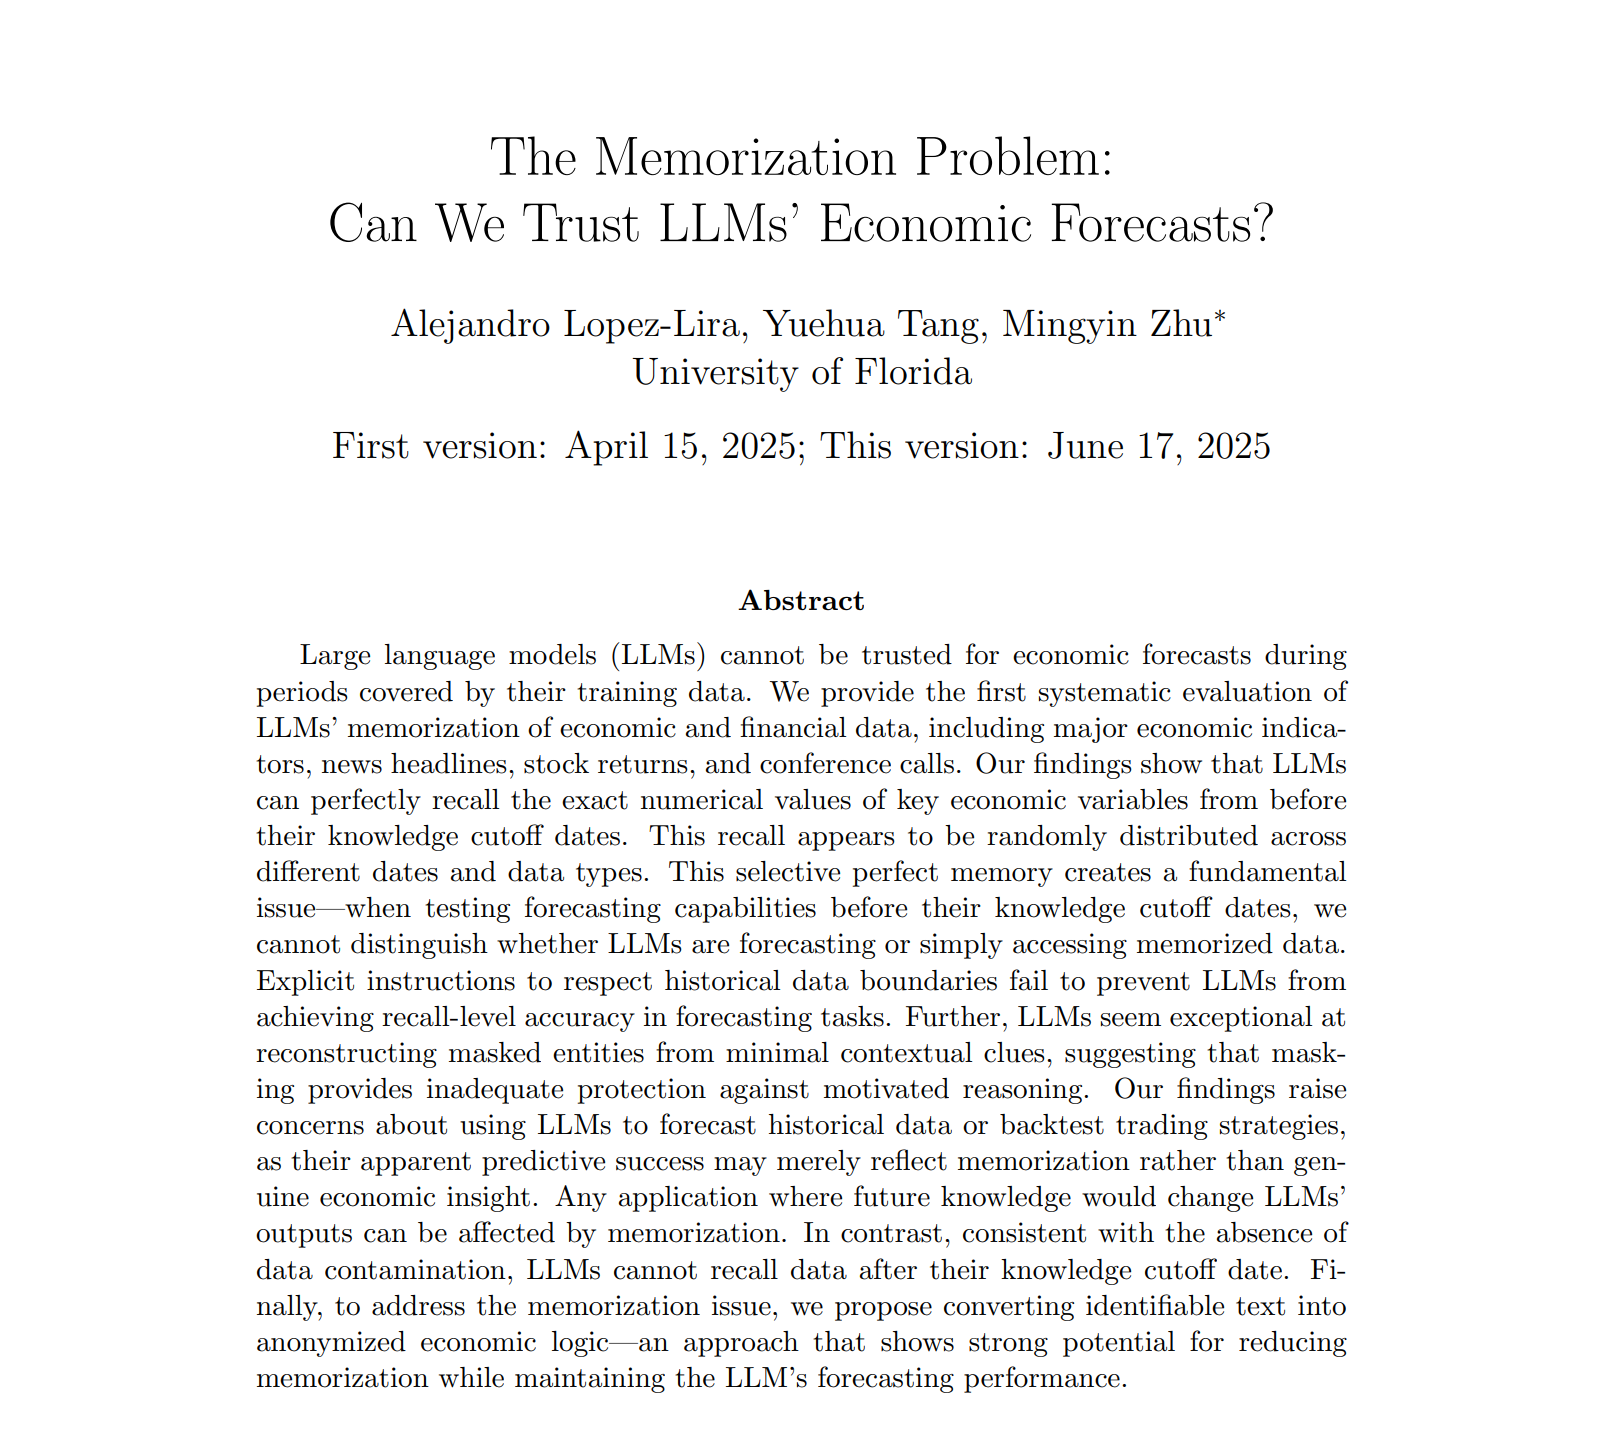 The Memorization Problem:
Can We Trust LLMs’ Economic Forecasts?
Alejandro Lopez-Lira, Yuehua Tang, Mingyin Zhu*
University of Florida
First version: April 15, 2025; This version: June 17, 2025
Abstract
Large language models (LLMs) cannot be trusted for economic forecasts during
periods covered by their training data. We provide the first systematic evaluation of
LLMs’ memorization of economic and financial data, including major economic indica-
tors, news headlines, stock returns, and conference calls. Our findings show that LLMs
can perfectly recall the exact numerical values of key economic variables from before
their knowledge cutoff dates. This recall appears to be randomly distributed across
different dates and data types. This selective perfect memory creates a fundamental
issue—when testing forecasting capabilities before their knowledge cutoff dates, we
cannot distinguish whether LLMs are forecasting or simply accessing memorized data.
Explicit instructions to respect historical data boundaries fail to prevent LLMs from
achieving recall-level accuracy in forecasting tasks. Further, LLMs seem exceptional at
reconstructing masked entities from minimal contextual clues, suggesting that mask-
ing provides inadequate protection against motivated reasoning. Our findings raise
concerns about using LLMs to forecast historical data or backtest trading strategies,
as their apparent predictive success may merely reflect memorization rather than gen-
uine economic insight. Any application where future knowledge would change LLMs’
outputs can be affected by memorization. In contrast, consistent with the absence of
data contamination, LLMs cannot recall data after their knowledge cutoff date. Fi-
nally, to address the memorization issue, we propose converting identifiable text into
anonymized economic logic—an approach that shows strong potential for reducing
memorization while maintaining the LLM’s forecasting performance.